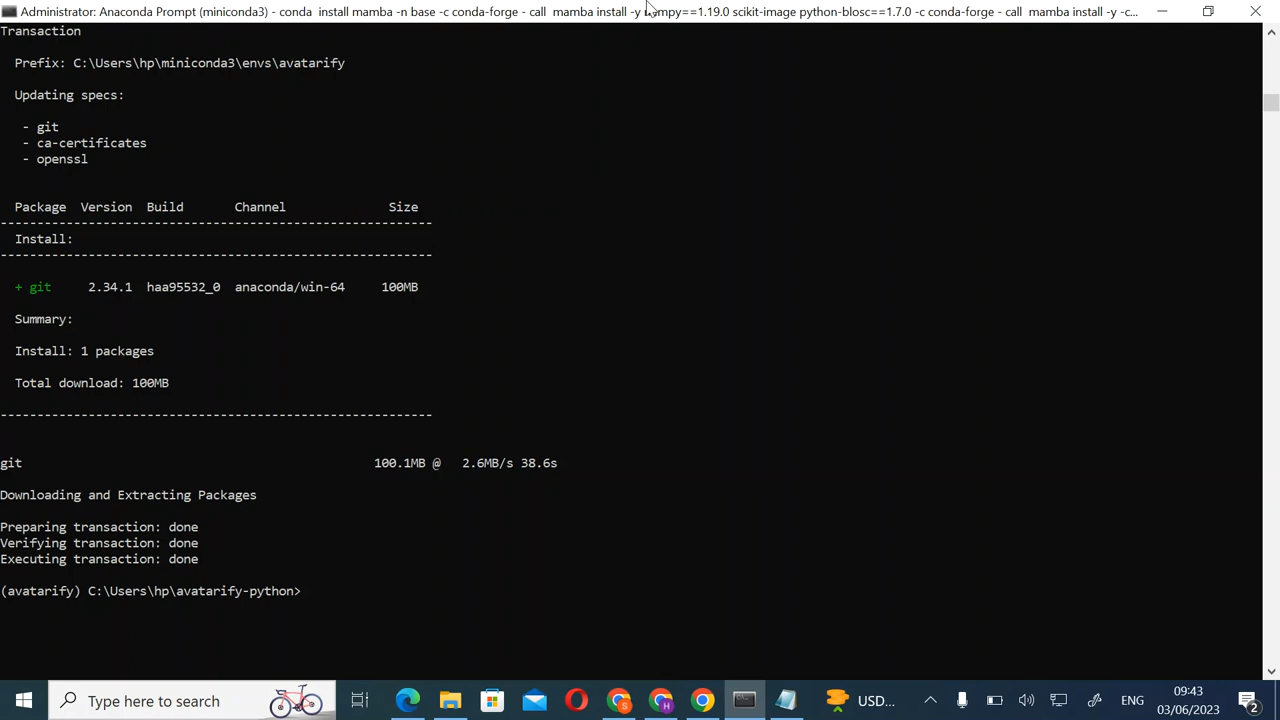 Administrator: Anaconda Prompt (miniconda3) - conda install mamba -n base -c conda-forge - call mamba install -y numpy==1.19.0 scikit-image python-blosc==1.7.0 -c conda-forge - call mamba install -y -c...
Transaction
Prefix: C:\Users\hp\miniconda3\envs\avatarify
Updating specs:
- git
- ca-certificates
- openssl
Package Version Build Channel Size
--------------------------------------------------------------
Install:
--------------------------------------------------------------
+ git 2.34.1 haa95532_0 anaconda/win-64 100MB
Summary:
Install: 1 packages
Total download: 100MB
--------------------------------------------------------------
git 100.1MB @ 2.6MB/s 38.6s
Downloading and Extracting Packages
Preparing transaction: done
Verifying transaction: done
Executing transaction: done
(avatarify) C:\Users\hp\avatarify-python>
Type here to search
S
H
USD...
ENG
09:43
03/06/2023
2